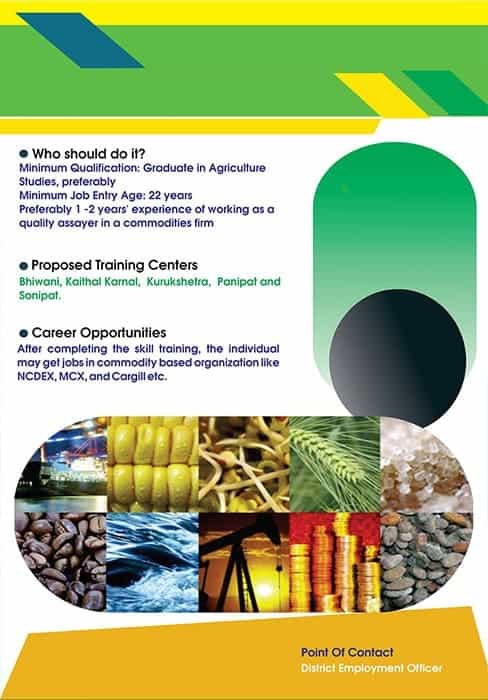 Who should do it?
Minimum Qualification: Graduate in Agriculture
Studies, preferably
Minimum Job Entry Age: 22 years
Preferably 1 -2 years' experience of working as a
quality assayer in a commodities firm
Proposed Training Centers
Bhiwani, Kaithal Karnal, Kurukshetra, Panipat and
Sonipat.
Career Opportunities
After completing the skill training, the individual
may get jobs in commodity based organization like
NCDEX, MCX, and Cargill etc.
Point Of Contact
District Employment Officer